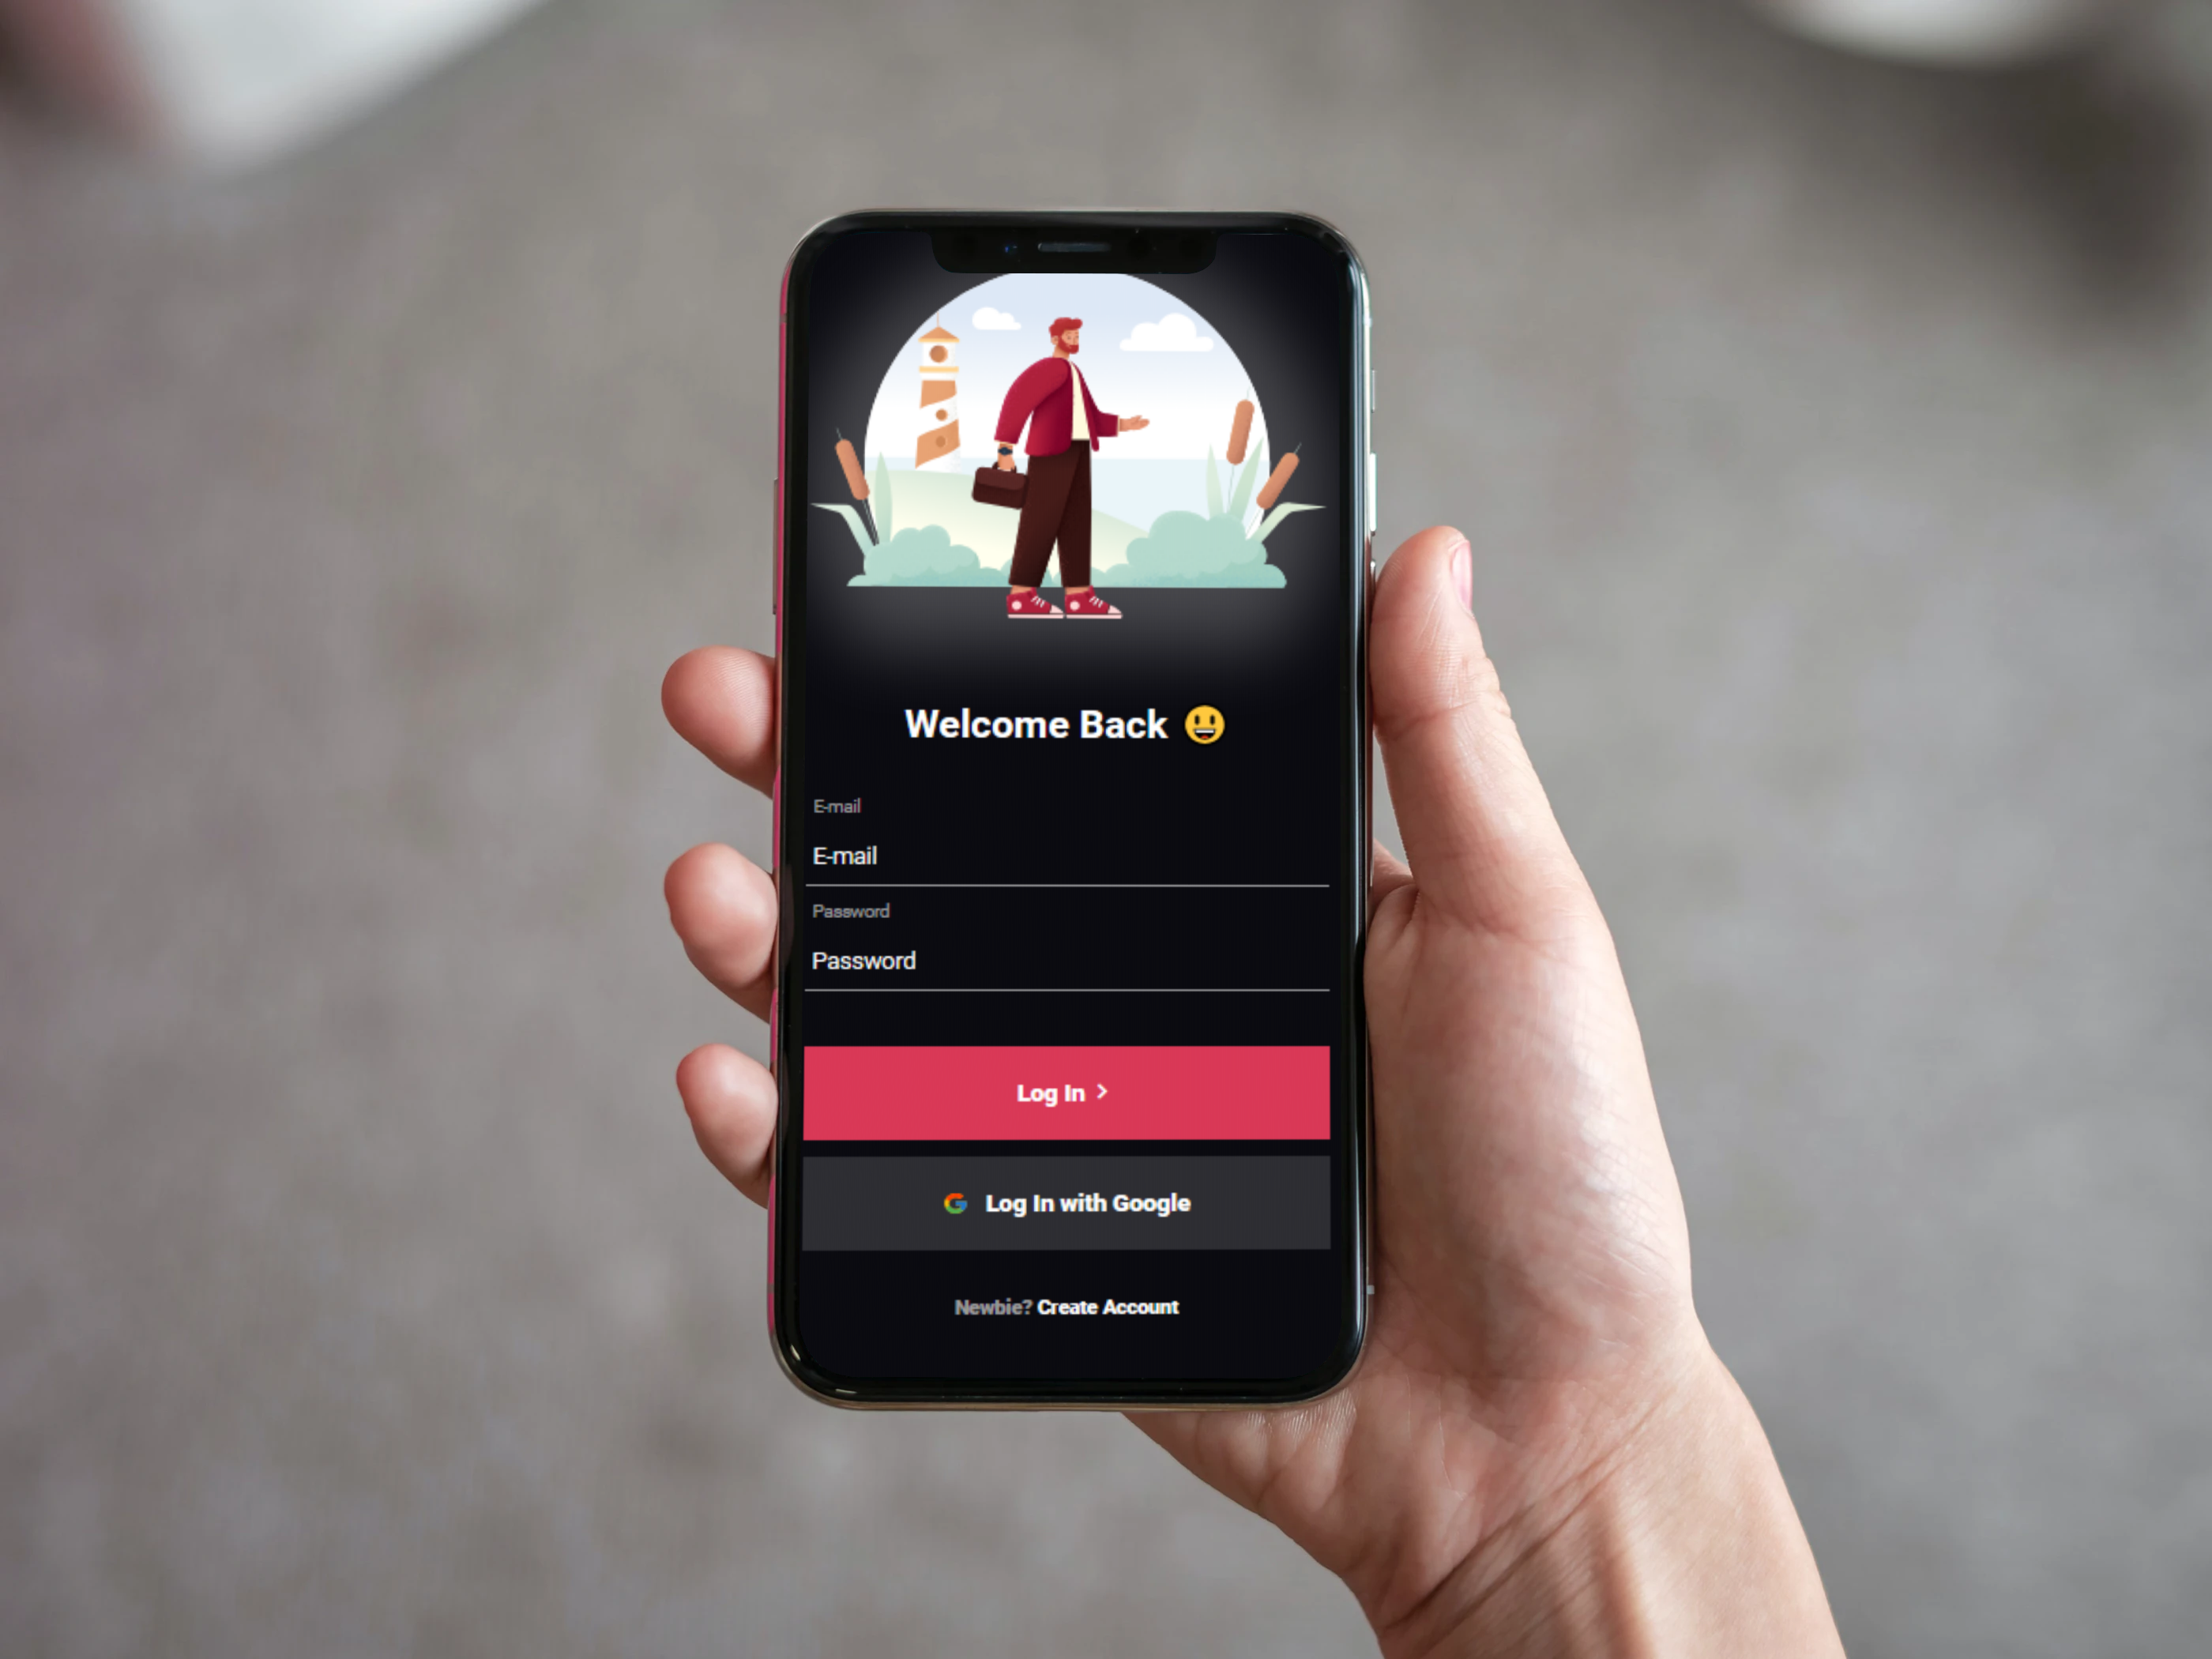 Welcome Back 😃
E-mail
E-mail
Password
Password
Log In >
G Log In with Google
Newbie? Create Account